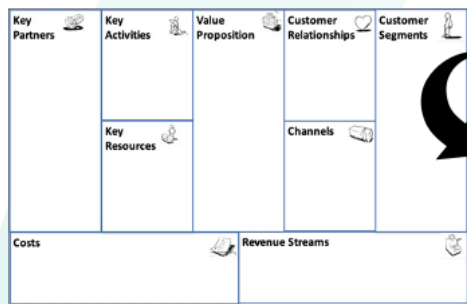 Key
Partners
Key
Activities
Value
Proposition
Customer
Relationships
Customer
Segments
Key
Resources
Channels
Costs
Revenue Streams